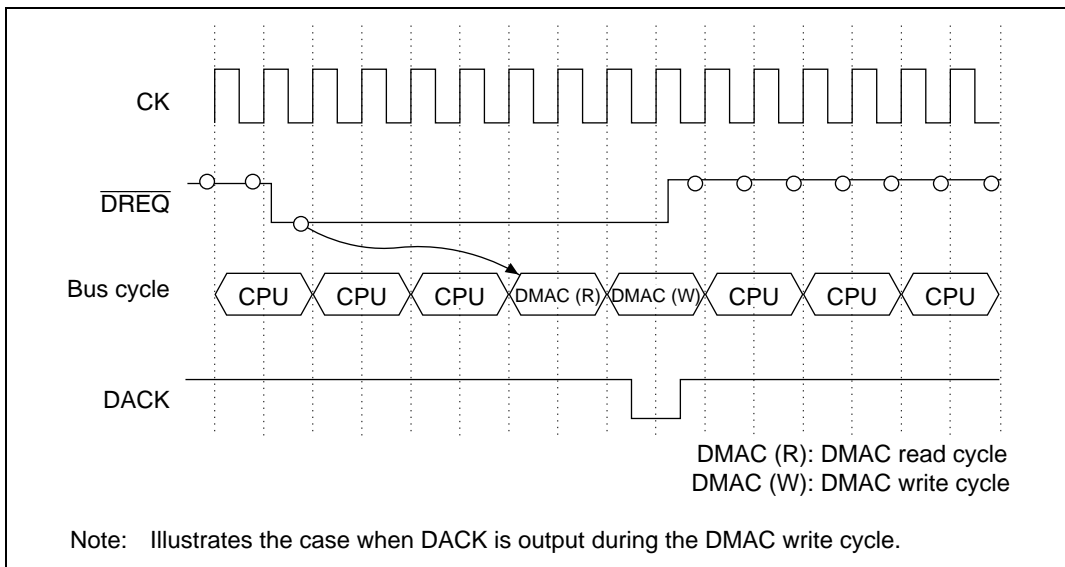 CK
DREQ
Bus cycle CPU CPU CPU DMAC (R) DMAC (W) CPU CPU CPU
DACK
DMAC (R): DMAC read cycle
DMAC (W): DMAC write cycle
Note: Illustrates the case when DACK is output during the DMAC write cycle.